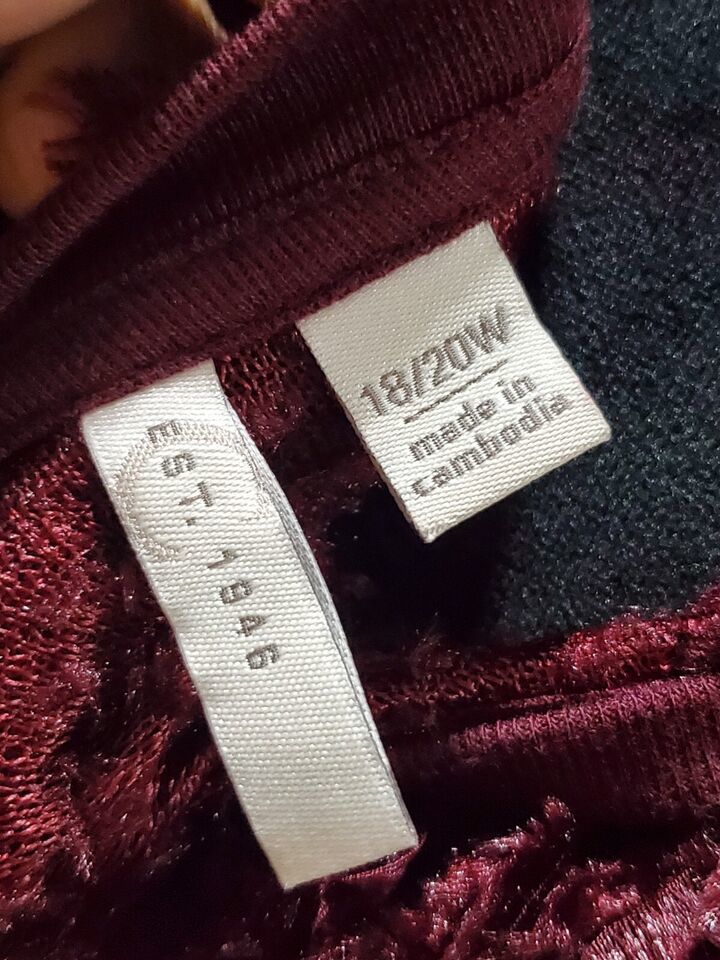 18/20W
made in
cambodia
EST. 1946